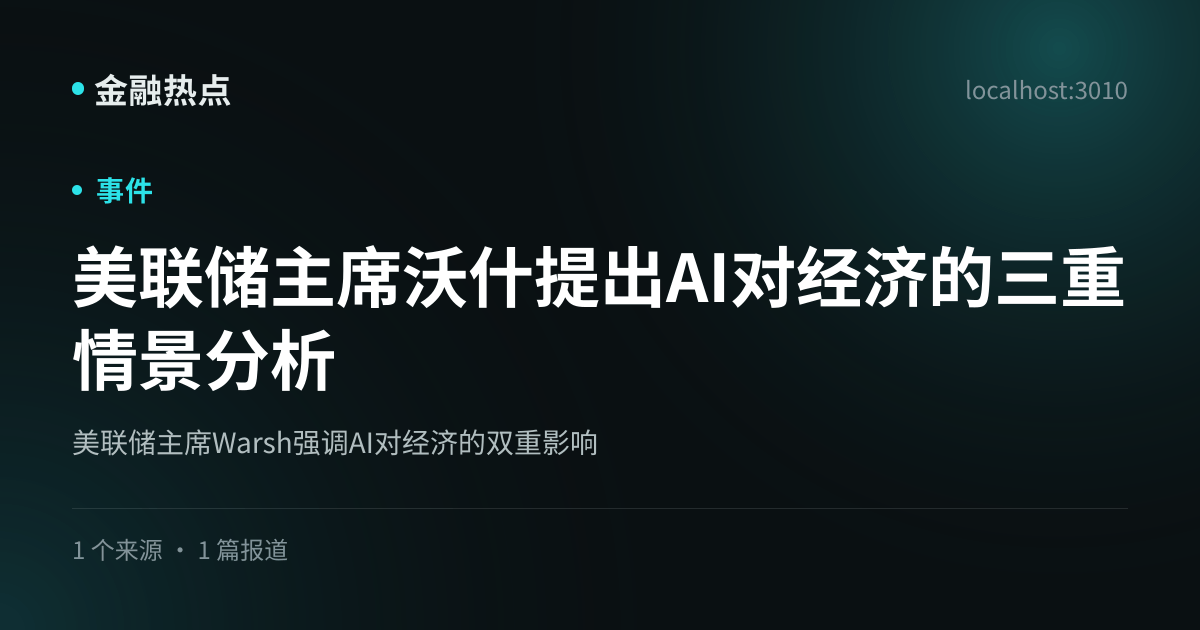 金融热点
localhost:3010
事件
美联储主席沃什提出AI对经济的三重
情景分析
美联储主席Warsh强调AI对经济的双重影响
1 个来源 • 1 篇报道